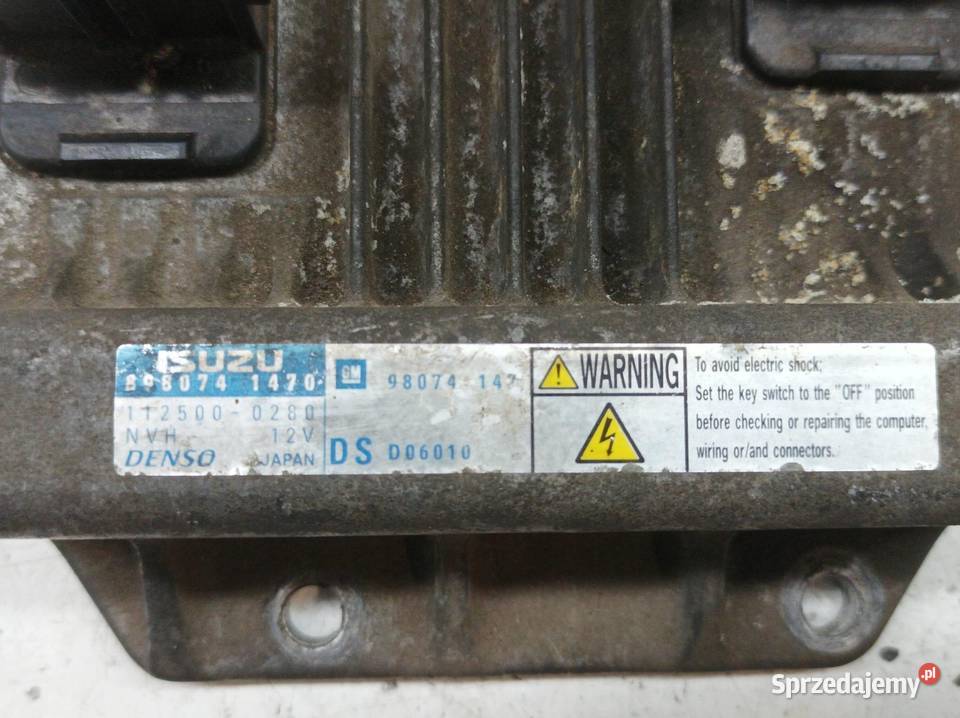 ISUZU
898074 1470
112500-0280
NVH 12V
DENSO JAPAN
GM 98074 147
DS D06010
WARNING
To avoid electric shock:
Set the key switch to the "OFF" position
before checking or repairing the computer,
wiring or/and connectors.
Sprzedajemy.pl